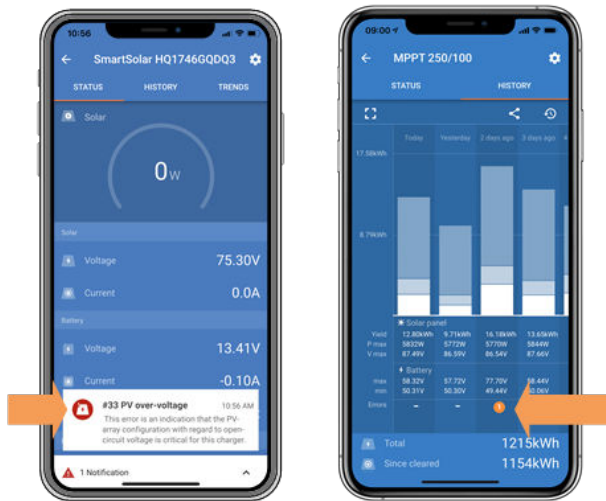 10:56
SmartSolar HQ1746GQDQ3
STATUS HISTORY TRENDS
Solar
0W
Solar
Voltage 75.30V
Current 0.0A
Battery
Voltage 13.41V
Current -0.10A
#33 PV over-voltage 10:56 AM
This error is an indication that the PV-
array configuration with regard to open-
circuit voltage is critical for this charger.
1 Notification
09:00
MPPT 250/100
STATUS HISTORY
Today Yesterday 2 days ago 3 days ago
17.58kWh
8.79kWh
Solar panel
Yield 12.80kWh 9.71kWh 16.18kWh 13.65kWh
P max 5832W 5772W 5770W 5844W
V max 87.49V 86.59V 86.54V 87.66V
Battery
max 58.32V 57.72V 77.70V 58.44V
min 50.31V 50.30V 49.44V
Errors - - 1
Total 1215kWh
Since cleared 1154kWh